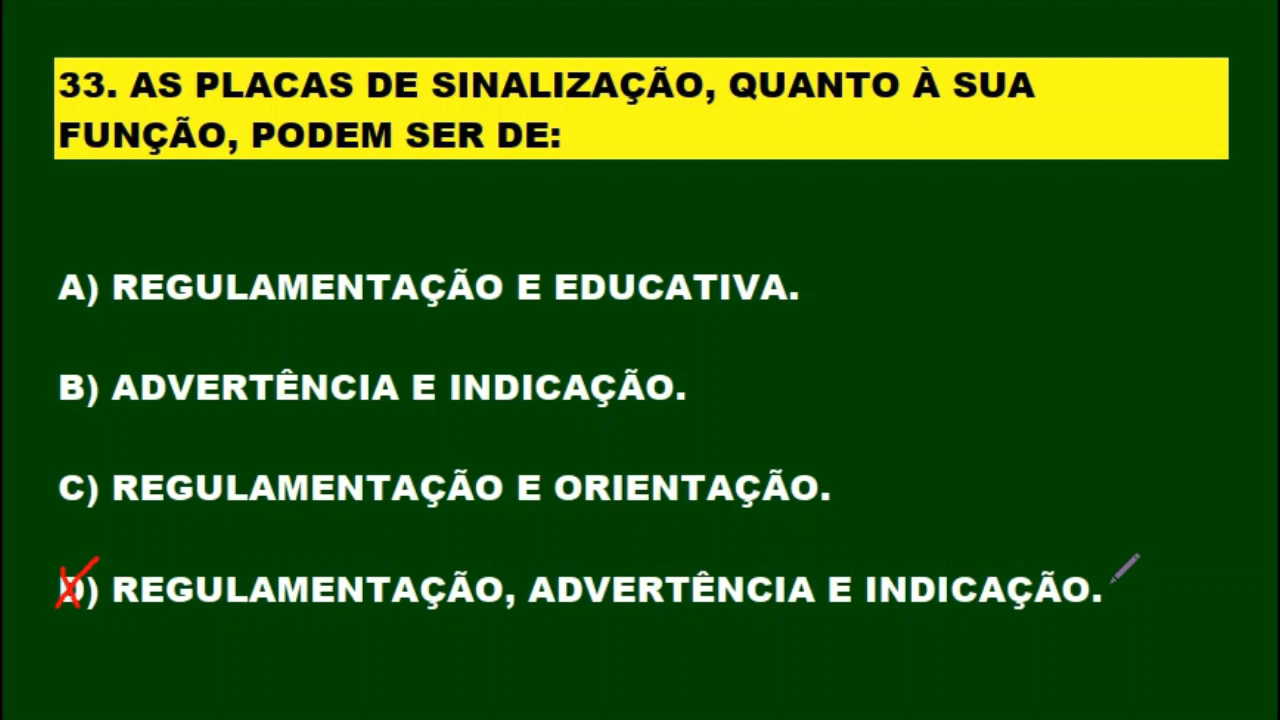 33. AS PLACAS DE SINALIZAÇÃO, QUANTO À SUA
FUNÇÃO, PODEM SER DE:
A) REGULAMENTAÇÃO E EDUCATIVA.
B) ADVERTÊNCIA E INDICAÇÃO.
C) REGULAMENTAÇÃO E ORIENTAÇÃO.
D) REGULAMENTAÇÃO, ADVERTÊNCIA E INDICAÇÃO.